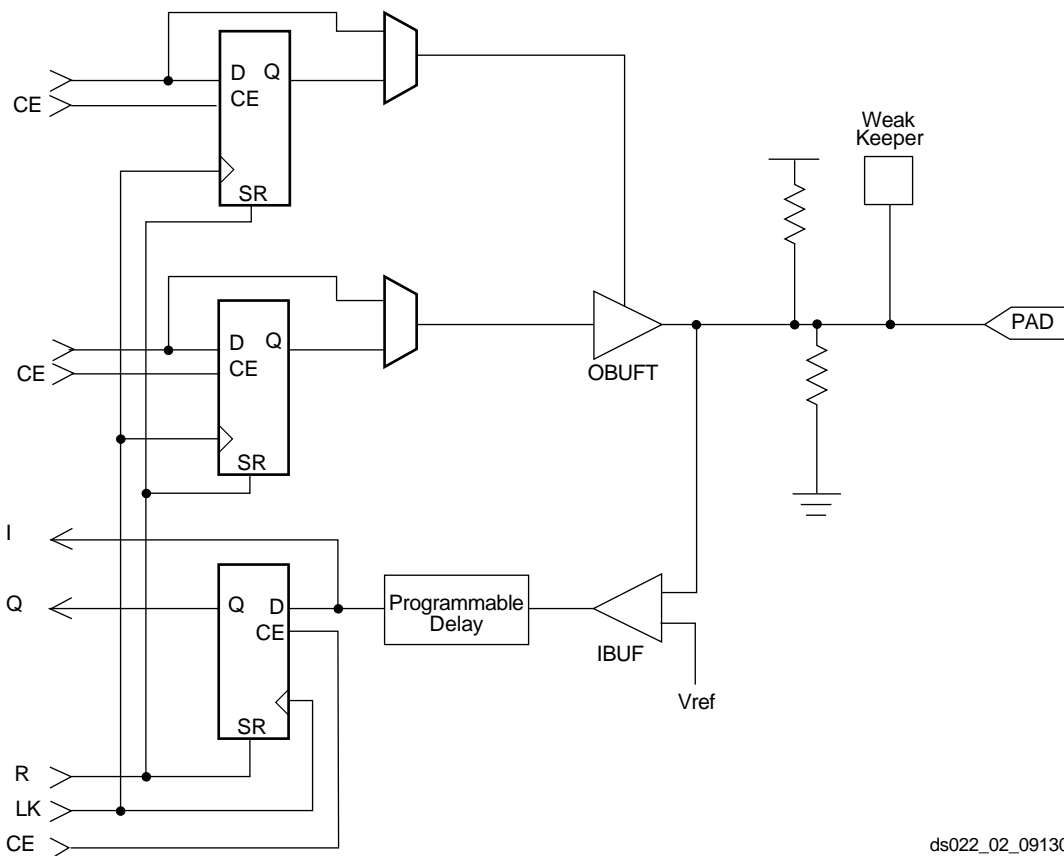 D Q
CE
CE
SR
Weak
Keeper
D Q
CE
CE
SR
OBUFT
PAD
I
Q
Q D
CE
SR
Programmable
Delay
IBUF
Vref
R
LK
CE
ds022_02_09130